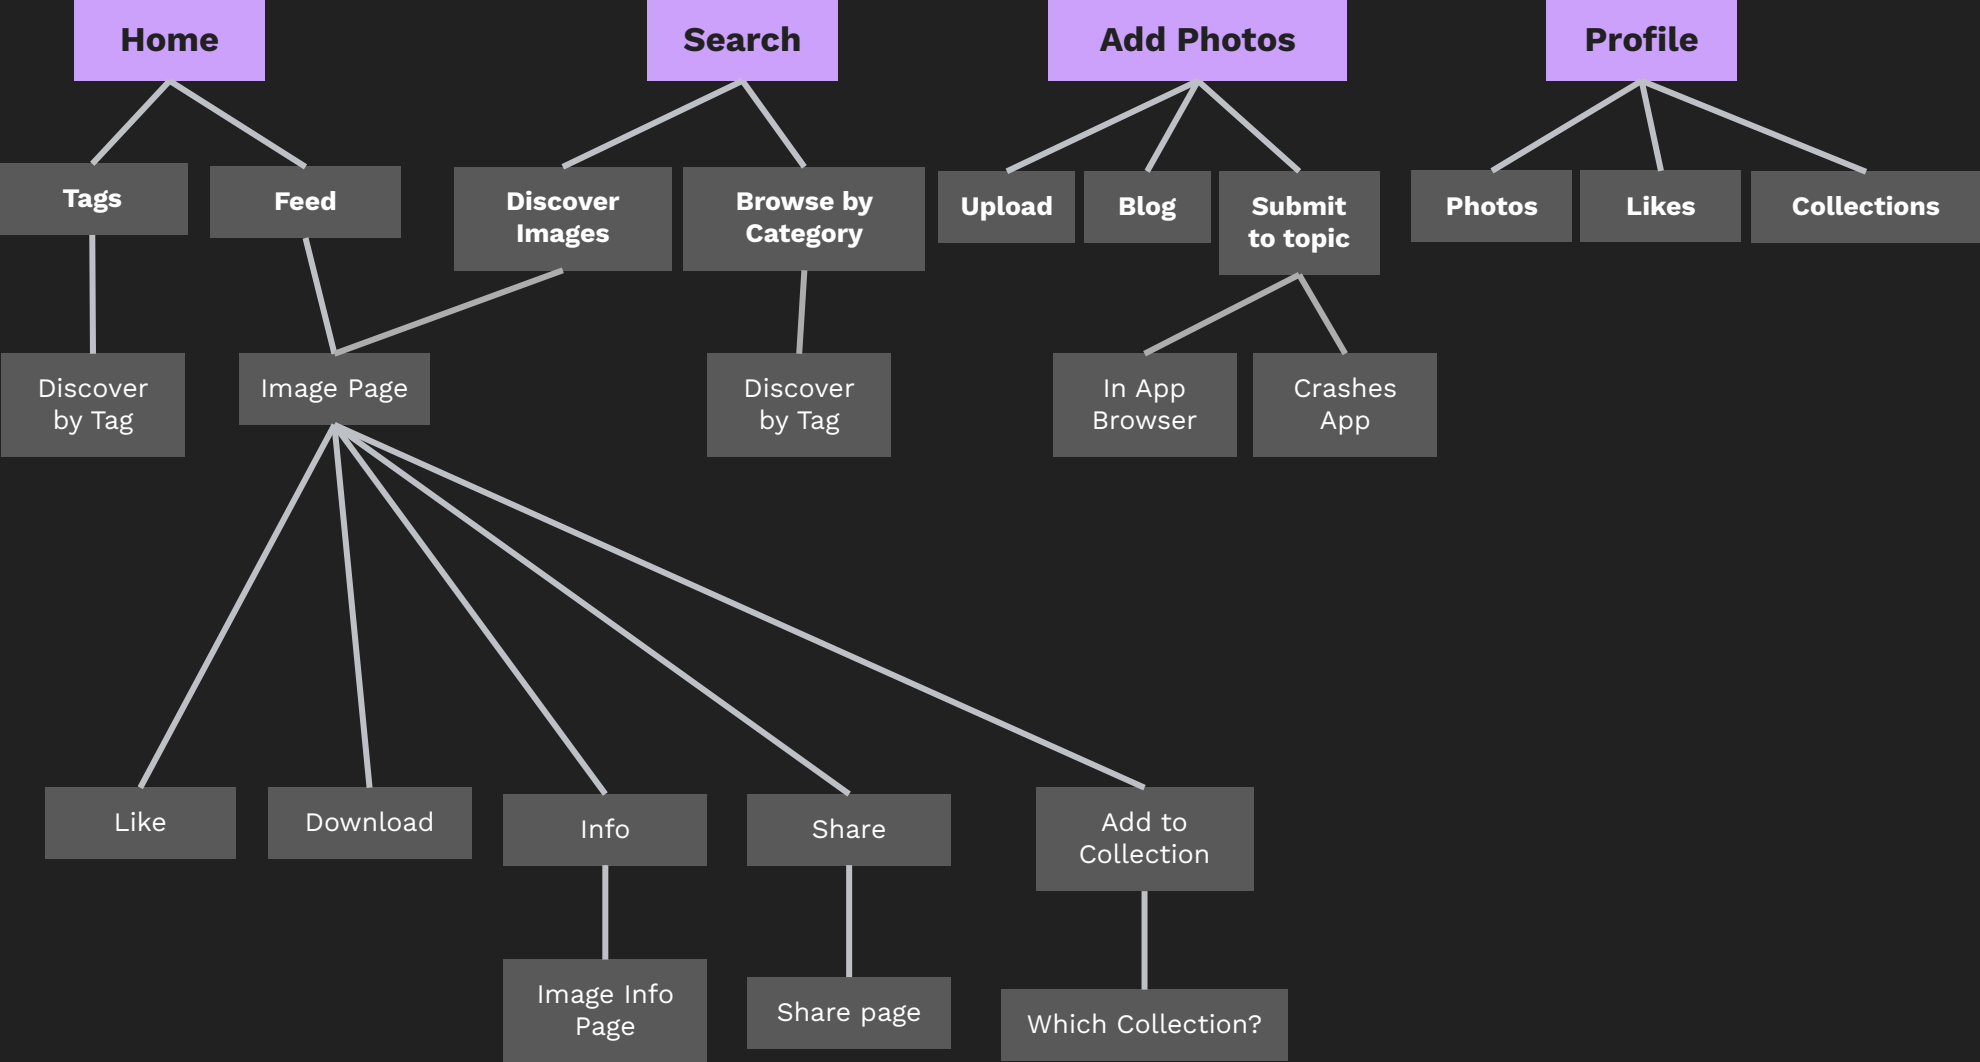 Home
Search
Add Photos
Profile
Tags
Feed
Discover
Images
Browse by
Category
Upload
Blog
Submit
to topic
Photos
Likes
Collections
Discover
by Tag
Image Page
Discover
by Tag
In App
Browser
Crashes
App
Like
Download
Info
Share
Add to
Collection
Image Info
Page
Share page
Which Collection?